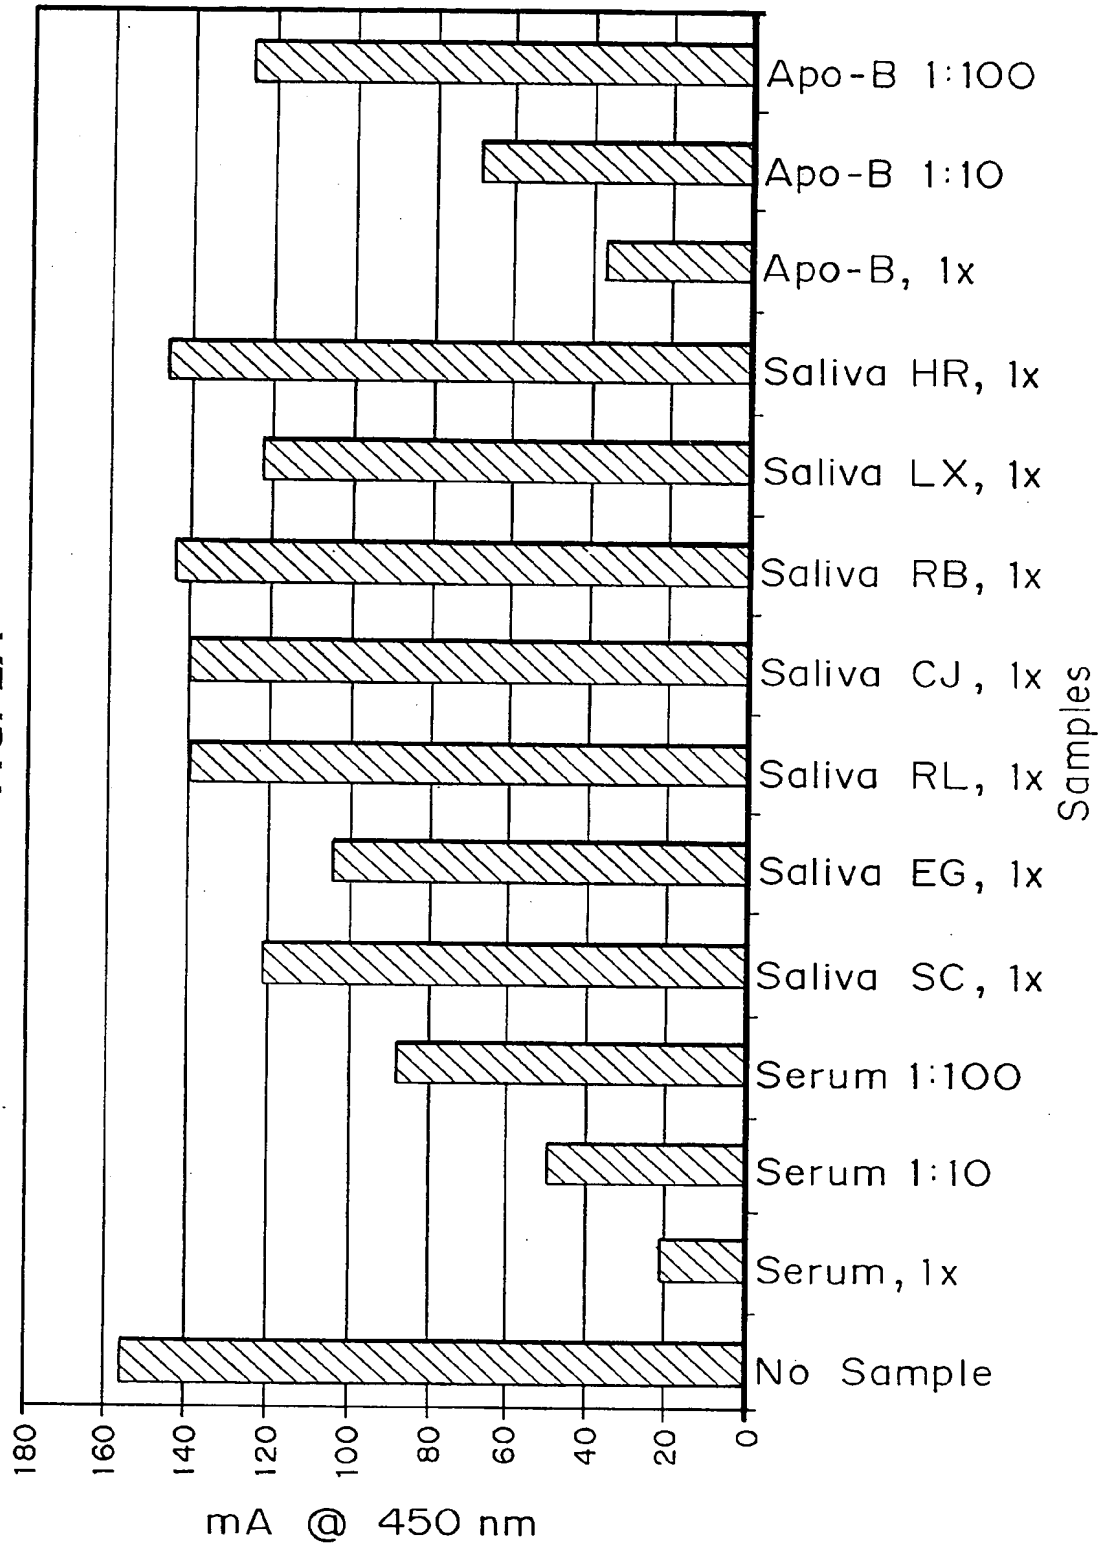 Apo-B 1:100
Apo-B 1:10
Apo-B, 1x
Saliva HR, 1x
Saliva LX, 1x
Saliva RB, 1x
Saliva CJ, 1x
Saliva RL, 1x
Saliva EG, 1x
Saliva SC, 1x
Serum 1:100
Serum 1:10
Serum, 1x
No Sample
Samples
180
160
140
120
100
80
60
40
20
0
mA @ 450 nm